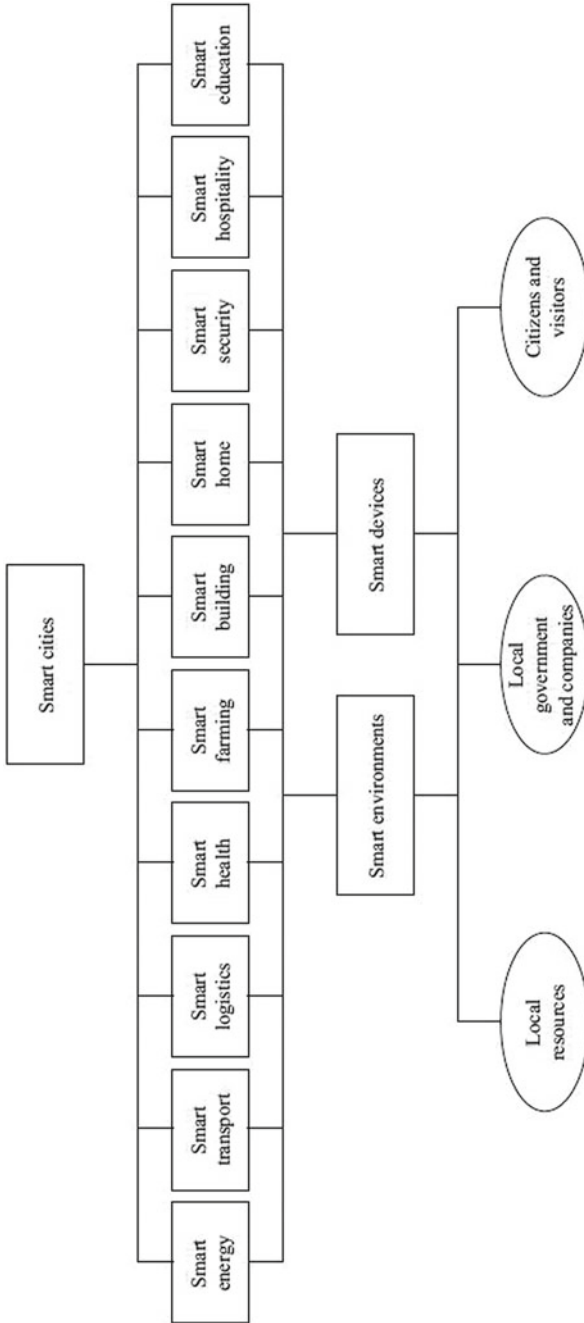 Smart cities
Smart
energy
Smart
transport
Smart
logistics
Smart
health
Smart
farming
Smart
building
Smart
home
Smart
security
Smart
hospitality
Smart
education
Smart environments
Smart devices
Local
resources
Local
government
and companies
Citizens and
visitors